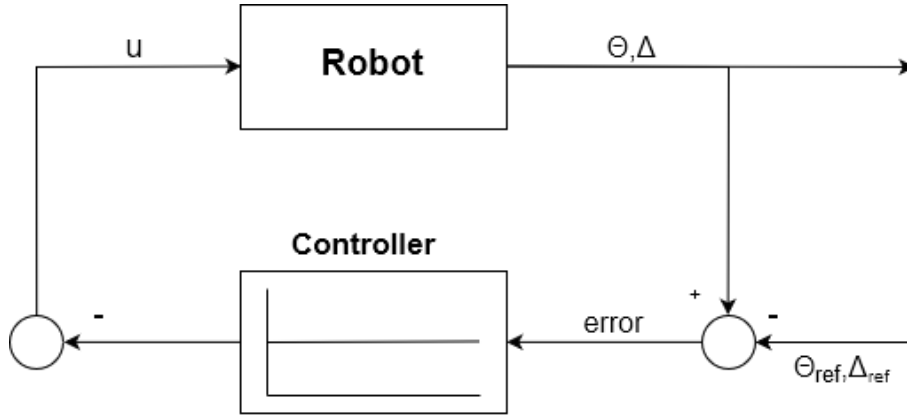 u
Robot
Θ,Δ
Controller
-
error
+
-
Θref,Δref